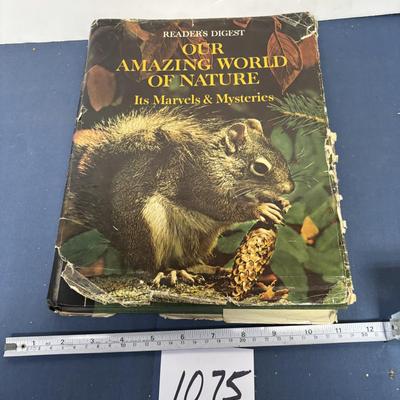 READER'S DIGEST
OUR
AMAZING WORLD
OF NATURE
Its Marvels & Mysteries
1 2 3 4 5 6 7 8 9 10 11 12
1075